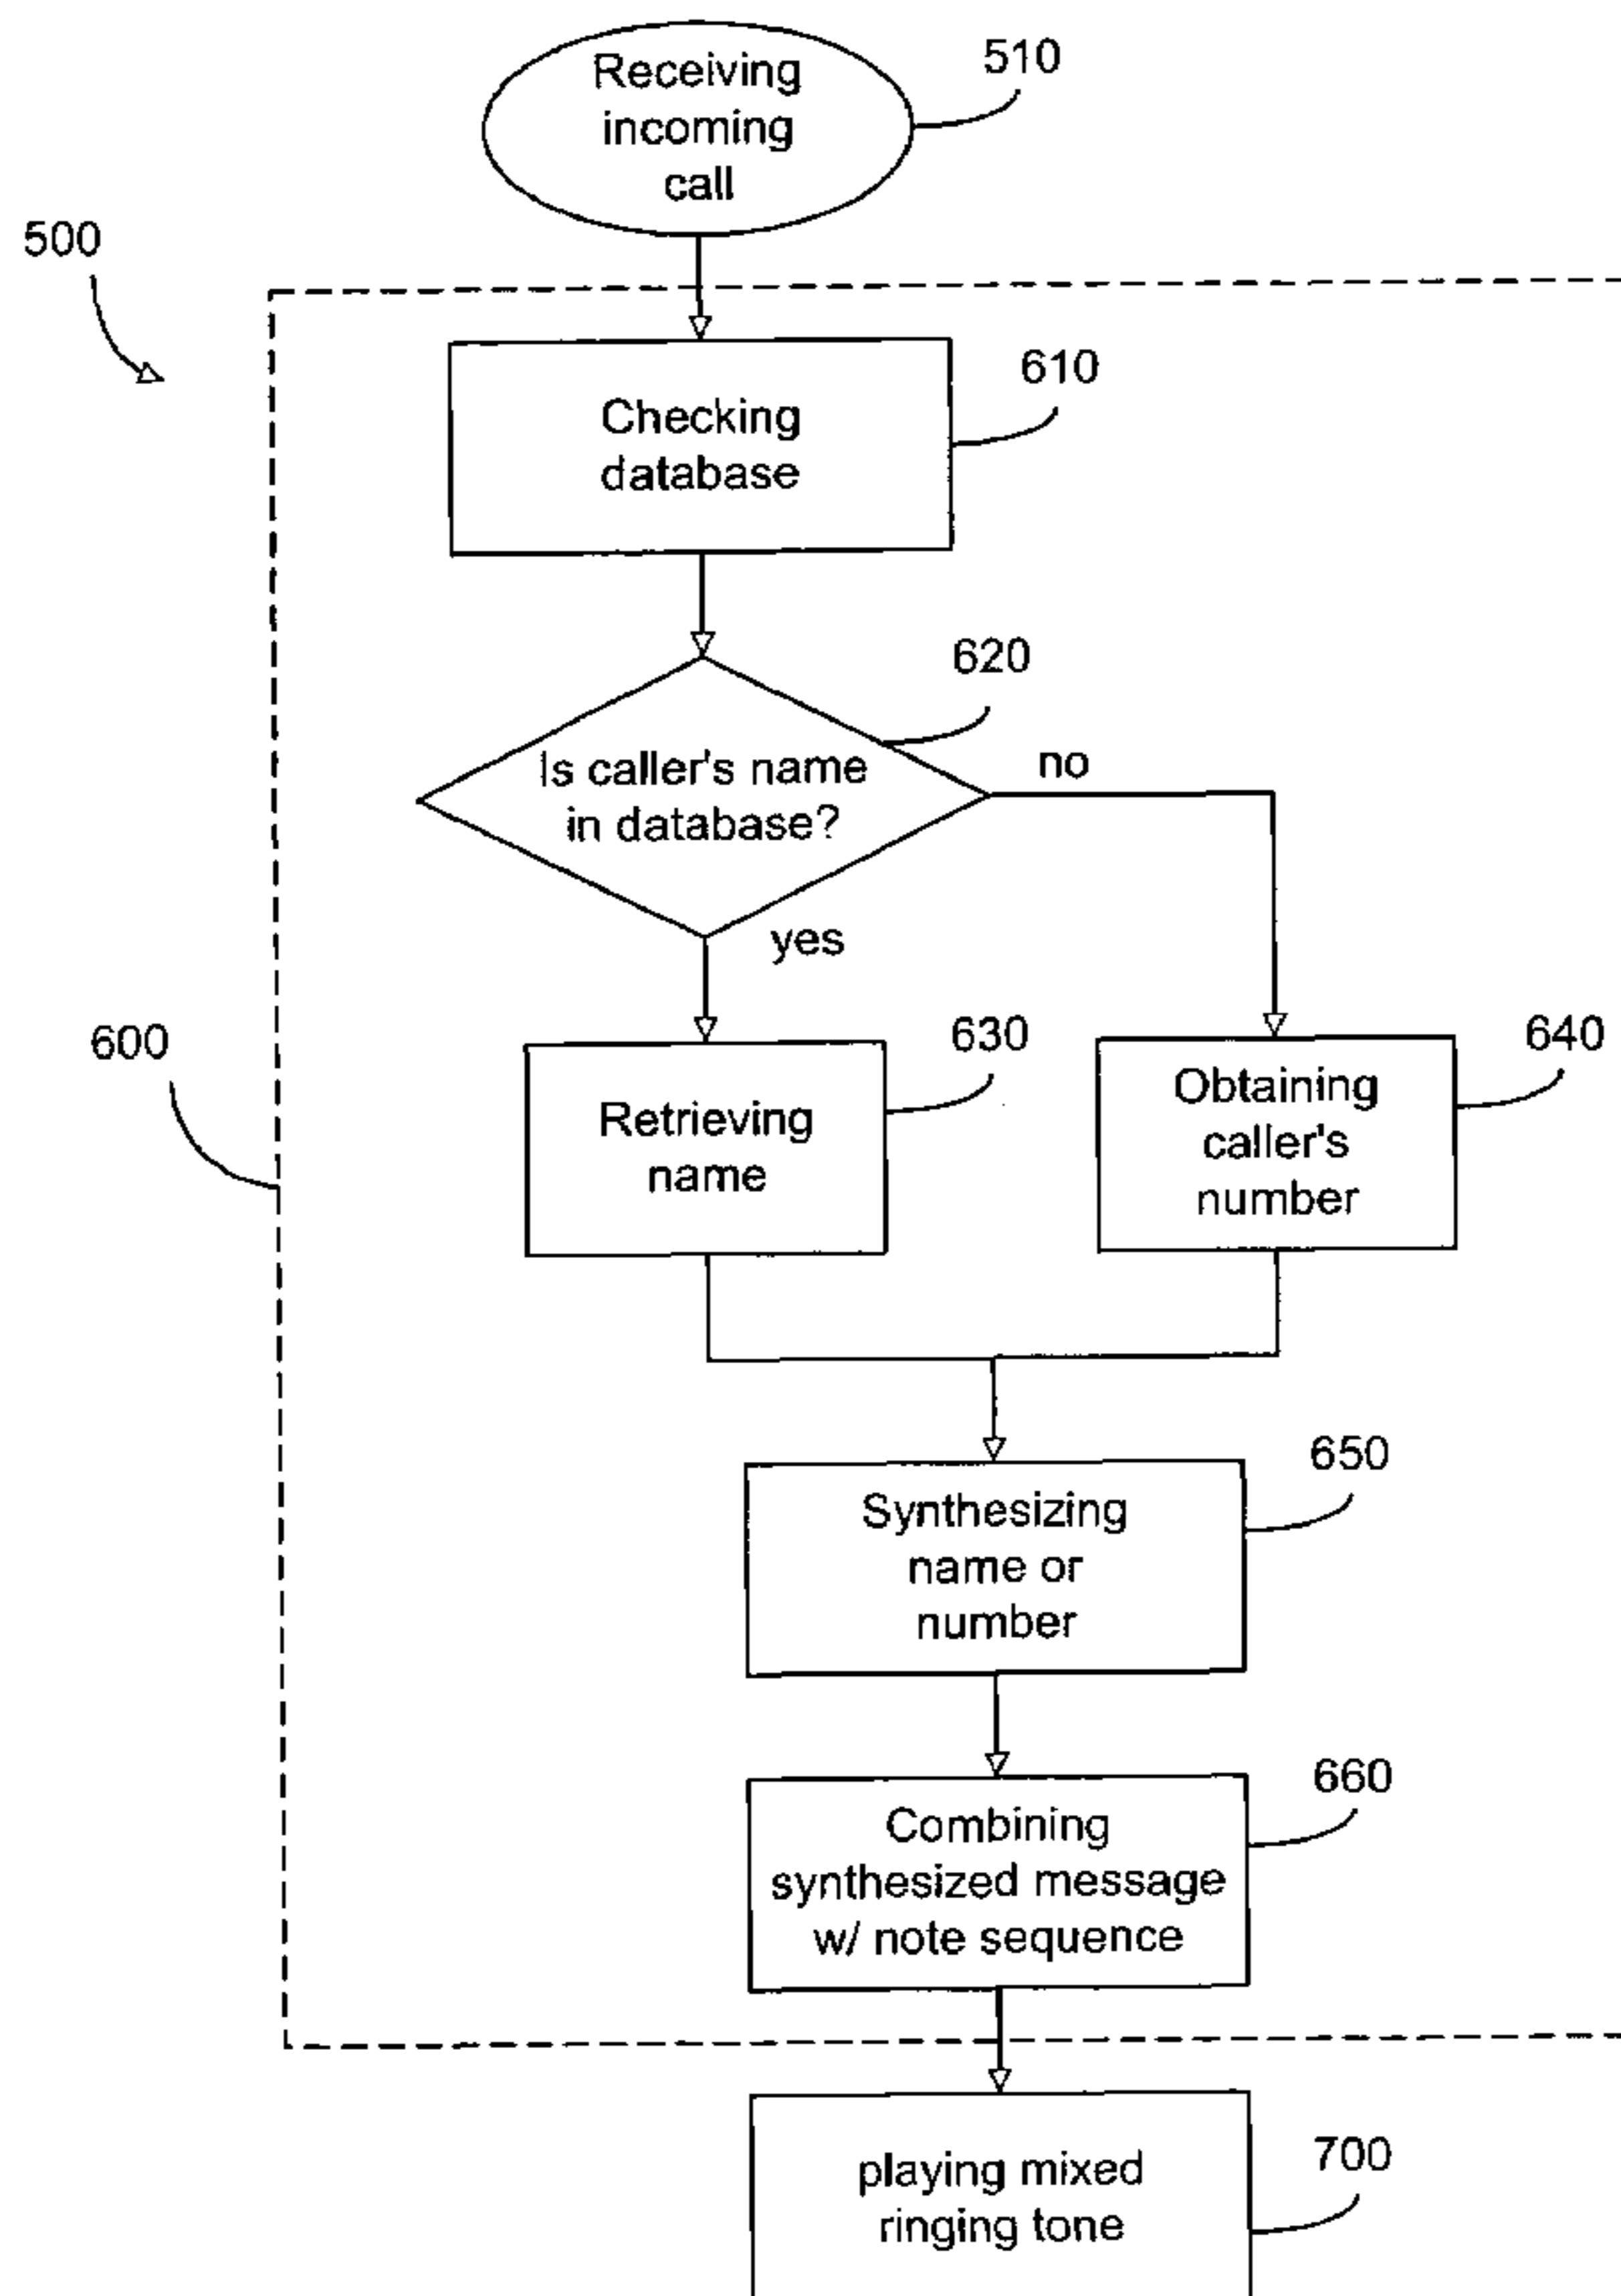 Receiving
incoming
call
510
500
Checking
database
610
620
Is caller's name
in database?
no
yes
600
Retrieving
name
630
Obtaining
caller's
number
640
Synthesizing
name or
number
650
Combining
synthesized message
w/ note sequence
660
playing mixed
ringing tone
700